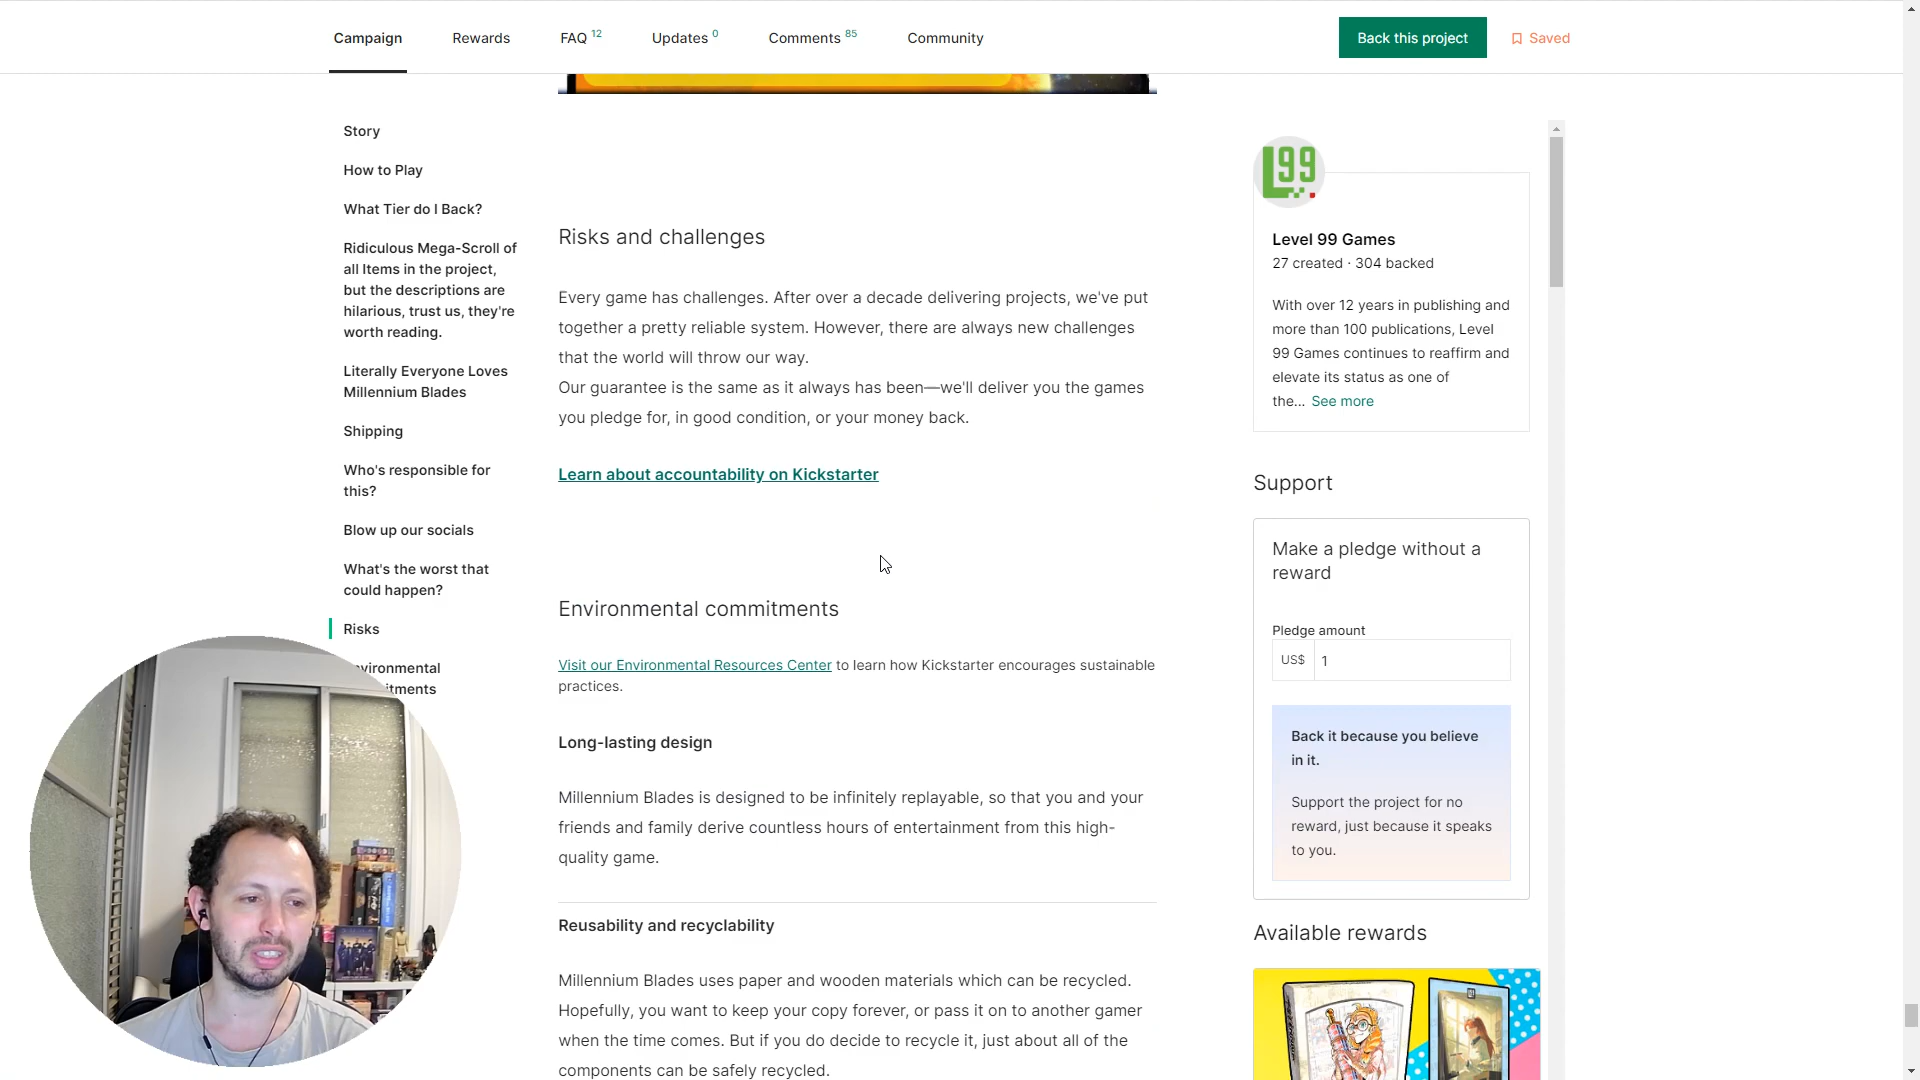 Campaign
Rewards
FAQ 12
Updates 0
Comments 85
Community
Back this project
Saved
Story
How to Play
What Tier do I Back?
Ridiculous Mega-Scroll of
all Items in the project,
but the descriptions are
hilarious, trust us, they're
worth reading.
Literally Everyone Loves
Millennium Blades
Shipping
Who's responsible for
this?
Blow up our socials
What's the worst that
could happen?
Risks
Risks and challenges
Every game has challenges. After over a decade delivering projects, we've put
together a pretty reliable system. However, there are always new challenges
that the world will throw our way.
Our guarantee is the same as it always has been—we'll deliver you the games
you pledge for, in good condition, or your money back.
Learn about accountability on Kickstarter
Environmental commitments
Visit our Environmental Resources Center to learn how Kickstarter encourages sustainable
practices.
Long-lasting design
Millennium Blades is designed to be infinitely replayable, so that you and your
friends and family derive countless hours of entertainment from this high-
quality game.
Reusability and recyclability
Millennium Blades uses paper and wooden materials which can be recycled.
Hopefully, you want to keep your copy forever, or pass it on to another gamer
when the time comes. But if you do decide to recycle it, just about all of the
components can be safely recycled.
L99
Level 99 Games
27 created · 304 backed
With over 12 years in publishing and
more than 100 publications, Level
99 Games continues to reaffirm and
elevate its status as one of
the... See more
Support
Make a pledge without a
reward
Pledge amount
US$ 1
Back it because you believe
in it.
Support the project for no
reward, just because it speaks
to you.
Available rewards